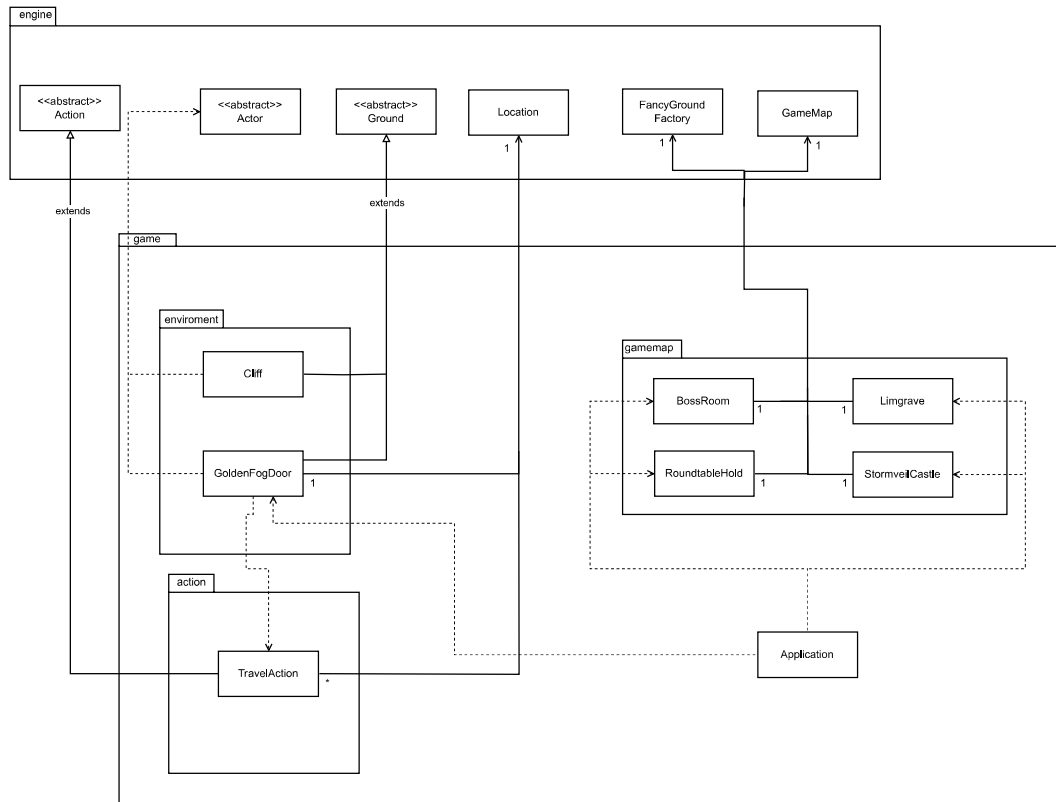 engine
<<abstract>>
Action
<<abstract>>
Actor
<<abstract>>
Ground
Location
FancyGround
Factory
GameMap
1
1
1
extends
extends
game
enviroment
Cliff
GoldenFogDoor
1
gamemap
BossRoom
1
1
Limgrave
RoundtableHold
1
1
StormveilCastle
action
TravelAction
*
Application